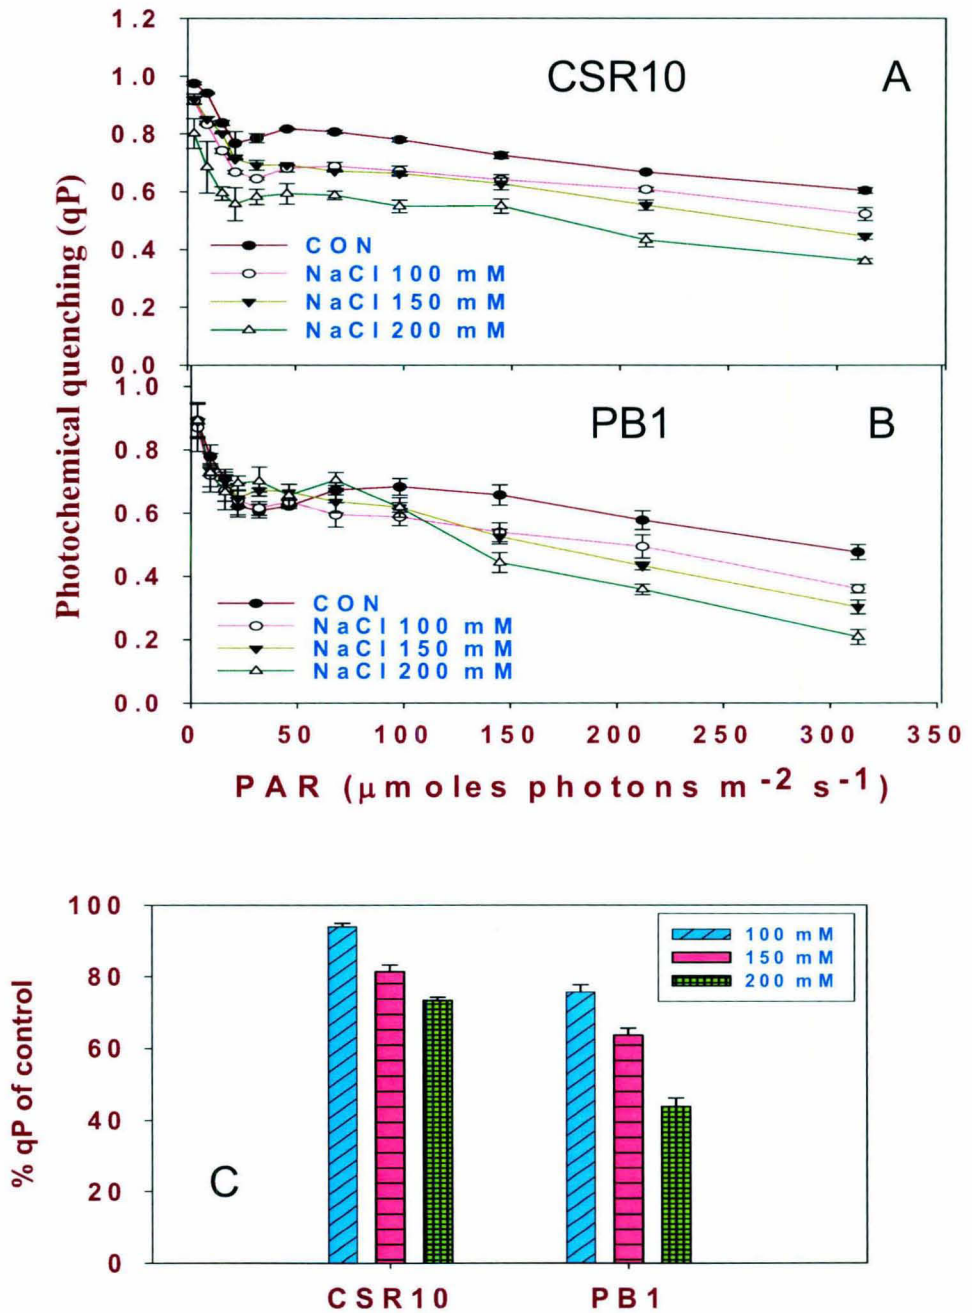 1.2
1.0
0.8
0.6
0.4
0.2
0.0
CSR10
A
CON
NaCl 100 mM
NaCl 150 mM
NaCl 200 mM
Photochemical quenching (qP)
1.0
0.8
0.6
0.4
0.2
0.0
PB1
B
CON
NaCl 100 mM
NaCl 150 mM
NaCl 200 mM
0 50 100 150 200 250 300 350
PAR (μmoles photons m-2 s-1)
100
80
60
40
20
0
% qP of control
100 mM
150 mM
200 mM
C
CSR10 PB1